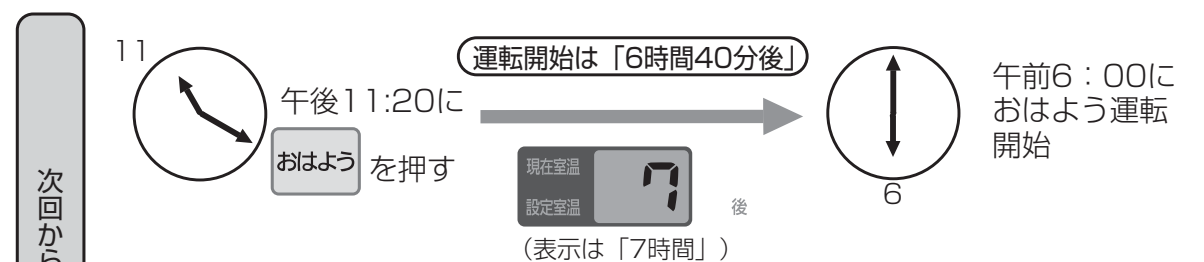 次回から
11
午後11:20に
おはよう を押す
運転開始は「6時間40分後」
現在室温
設定室温
7
後
（表示は「7時間」）
6
午前6：00に
おはよう運転
開始